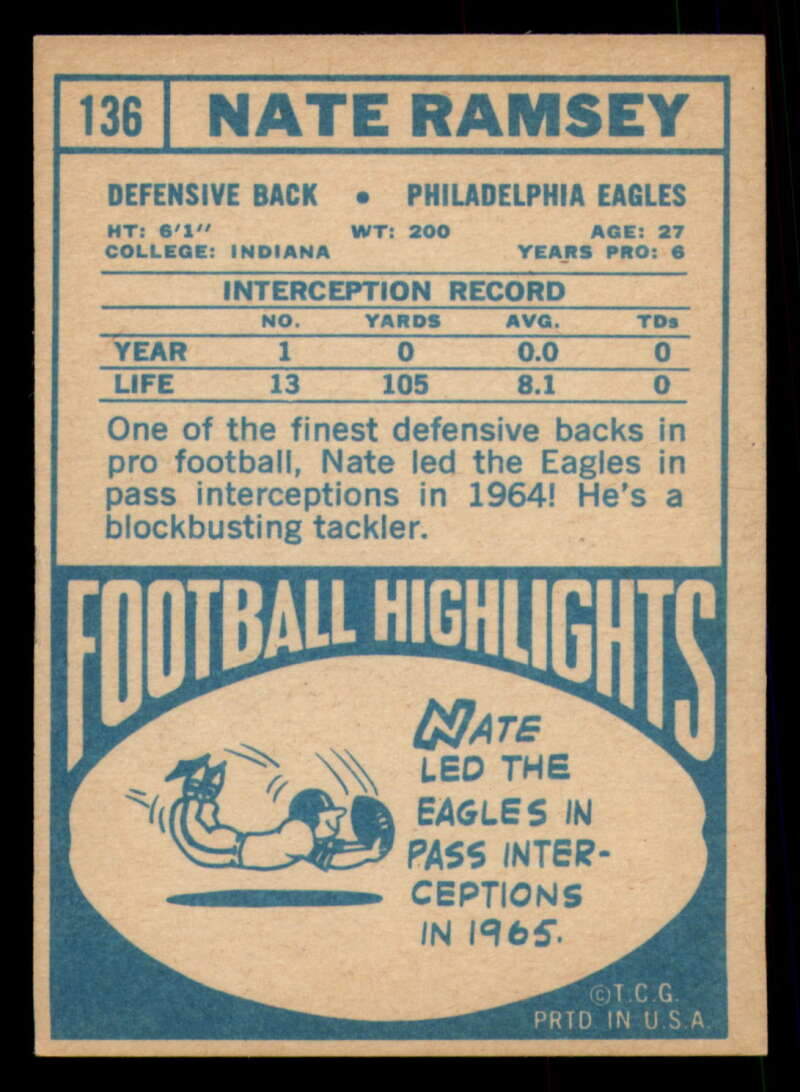 136 NATE RAMSEY
DEFENSIVE BACK • PHILADELPHIA EAGLES
HT: 6'1" WT: 200 AGE: 27
COLLEGE: INDIANA YEARS PRO: 6
INTERCEPTION RECORD
NO. YARDS AVG. TDs
YEAR 1 0 0.0 0
LIFE 13 105 8.1 0
One of the finest defensive backs in
pro football, Nate led the Eagles in
pass interceptions in 1964! He's a
blockbusting tackler.
FOOTBALL HIGHLIGHTS
NATE
LED THE
EAGLES IN
PASS INTER-
CEPTIONS
IN 1965.
©T.C.G.
PRTD IN U.S.A.